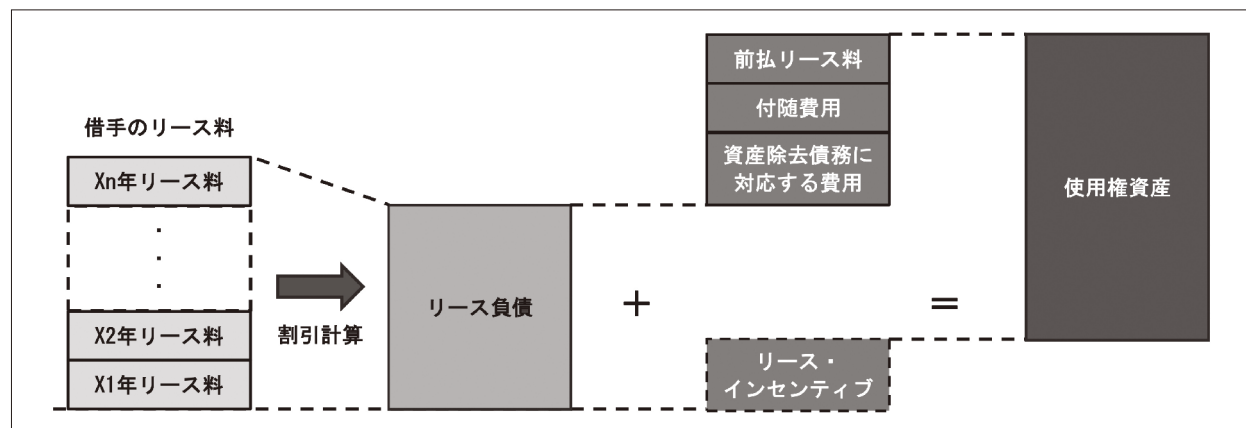 借手のリース料
Xn年リース料
・
・
・
X2年リース料
X1年リース料
割引計算
リース負債
+
前払リース料
付随費用
資産除去債務に
対応する費用
リース・
インセンティブ
=
使用権資産